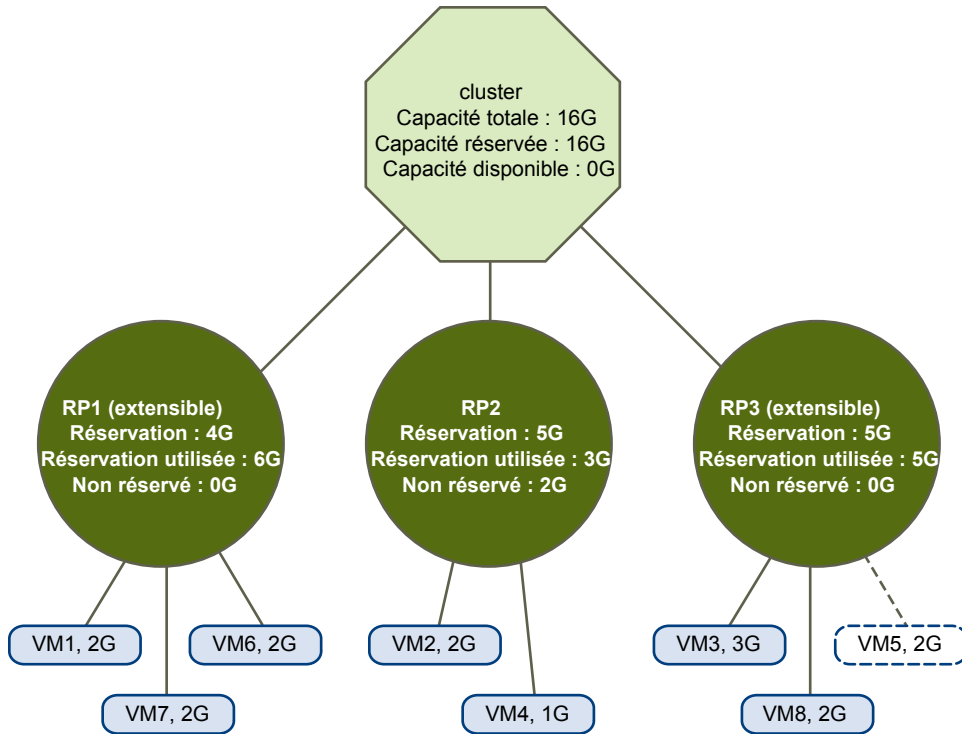 cluster
Capacité totale : 16G
Capacité réservée : 16G
Capacité disponible : 0G
RP1 (extensible)
Réservation : 4G
Réservation utilisée : 6G
Non réservé : 0G
RP2
Réservation : 5G
Réservation utilisée : 3G
Non réservé : 2G
RP3 (extensible)
Réservation : 5G
Réservation utilisée : 5G
Non réservé : 0G
VM1, 2G
VM6, 2G
VM2, 2G
VM3, 3G
VM5, 2G
VM7, 2G
VM4, 1G
VM8, 2G